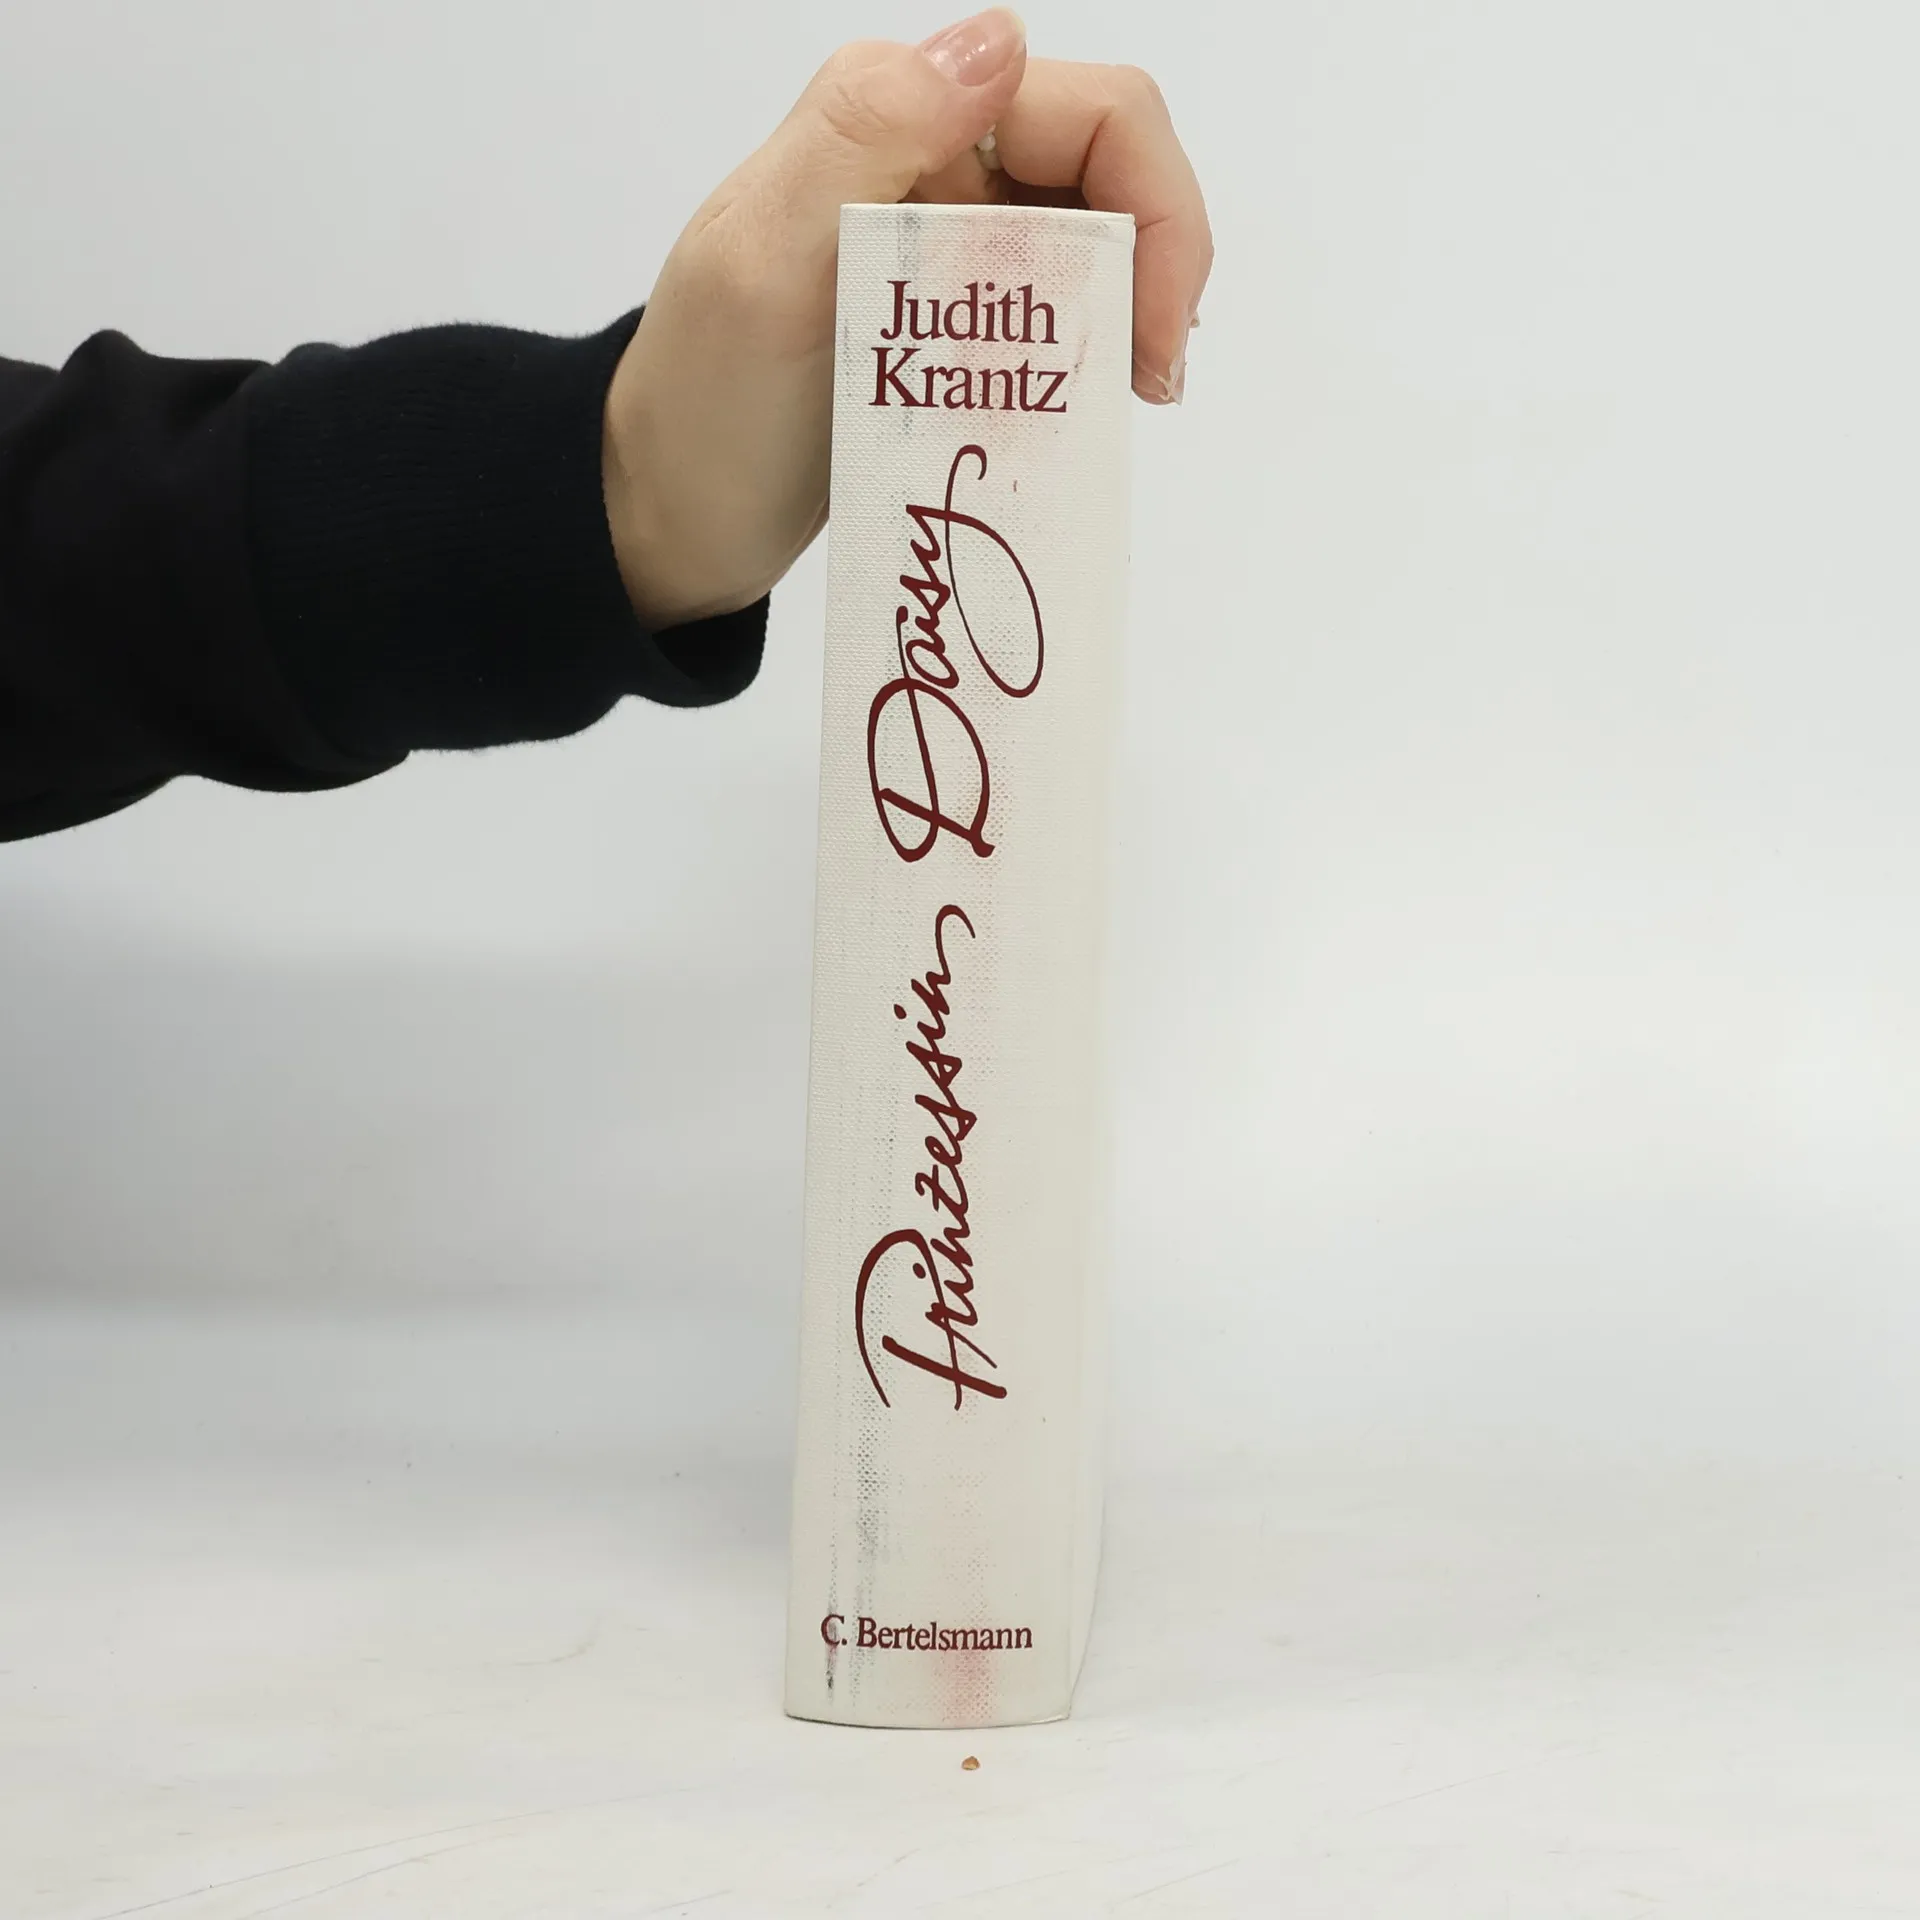 Judith
Krantz
Prinzessin Daisy
C. Bertelsmann